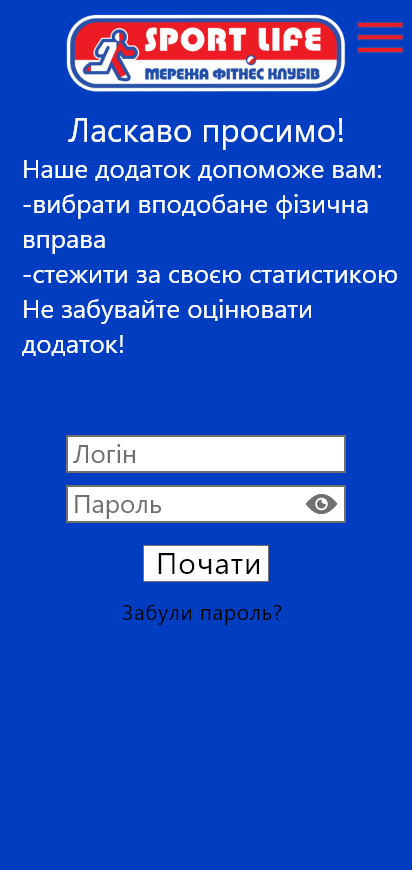 SPORT LIFE
МЕРЕЖА ФІТНЕС КЛУБІВ
Ласкаво просимо!
Наше додаток допоможе вам:
-вибрати вподобане фізична
вправа
-стежити за своєю статистикою
Не забувайте оцінювати
додаток!
Логін
Пароль
Почати
Забули пароль?